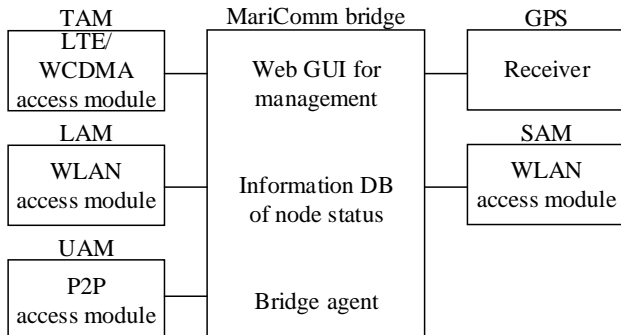 TAM
LTE/
WCDMA
access module
LAM
WLAN
access module
UAM
P2P
access module
MariComm bridge
Web GUI for
management
Information DB
of node status
Bridge agent
GPS
Receiver
SAM
WLAN
access module